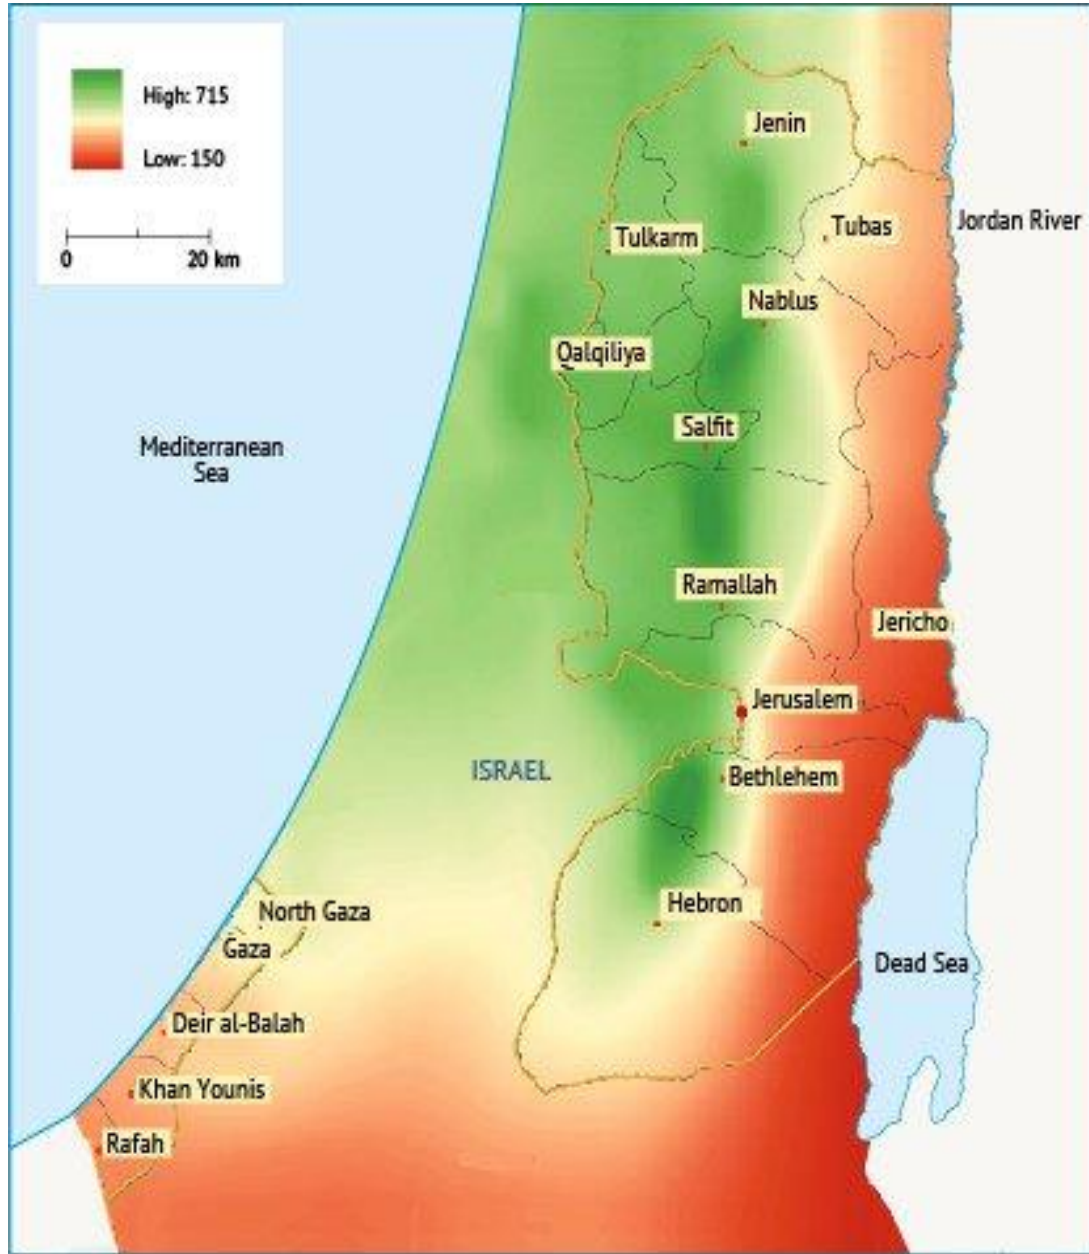 High: 715
Low: 150
0 20 km
Jenin
Jordan River
Tubas
Tulkarm
Nablus
Qalqiliya
Salfit
Mediterranean
Sea
Ramallah
Jericho
Jerusalem
ISRAEL
Bethlehem
Hebron
North Gaza
Gaza
Dead Sea
Deir al-Balah
Khan Younis
Rafah